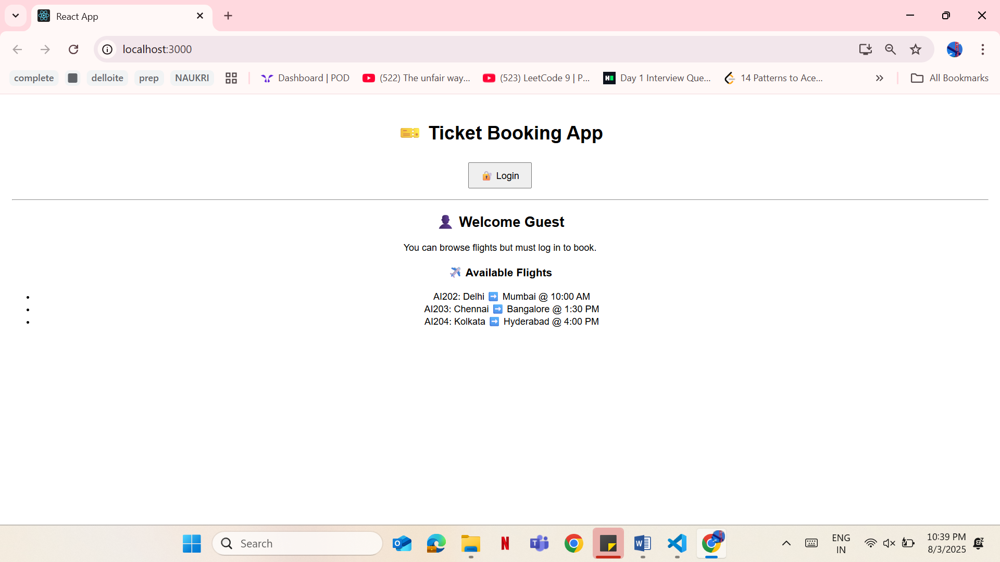 React App
localhost:3000
complete
delloite
prep
NAUKRI
Dashboard | POD
(522) The unfair way...
(523) LeetCode 9 | P...
Day 1 Interview Que...
14 Patterns to Ace...
All Bookmarks
🎫 Ticket Booking App
🔐 Login
👤 Welcome Guest
You can browse flights but must log in to book.
✈️ Available Flights
• AI202: Delhi ➡️ Mumbai @ 10:00 AM
• AI203: Chennai ➡️ Bangalore @ 1:30 PM
• AI204: Kolkata ➡️ Hyderabad @ 4:00 PM
Search
ENG
IN
10:39 PM
8/3/2025